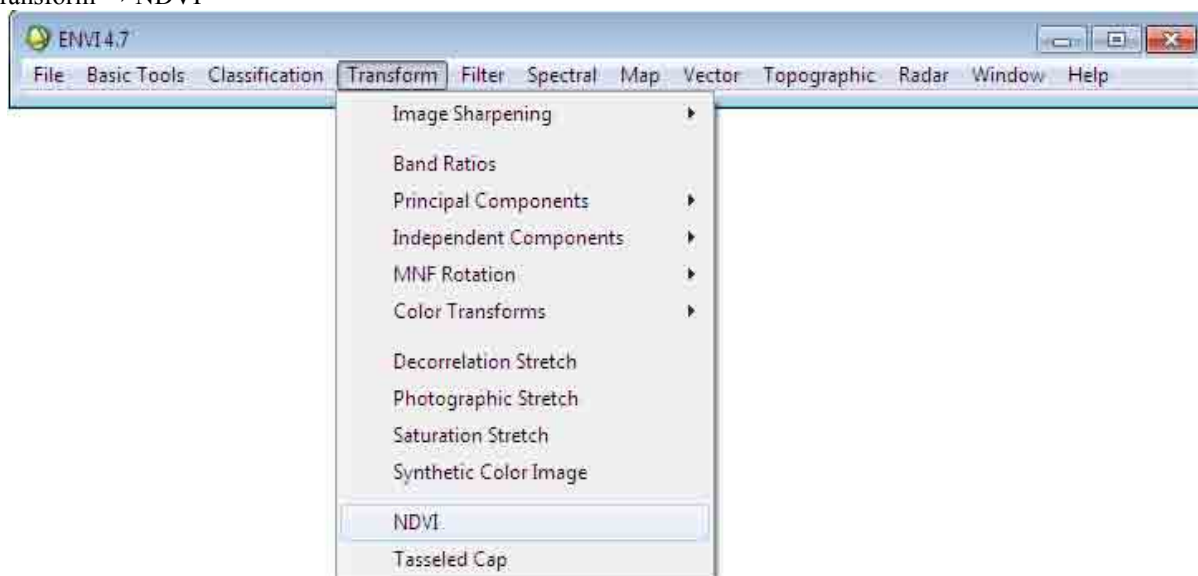 → NDVI
ENVI 4.7
File Basic Tools Classification Transform Filter Spectral Map Vector Topographic Radar Window Help
Image Sharpening
Band Ratios
Principal Components
Independent Components
MNF Rotation
Color Transforms
Decorrelation Stretch
Photographic Stretch
Saturation Stretch
Synthetic Color Image
NDVI
Tasseled Cap